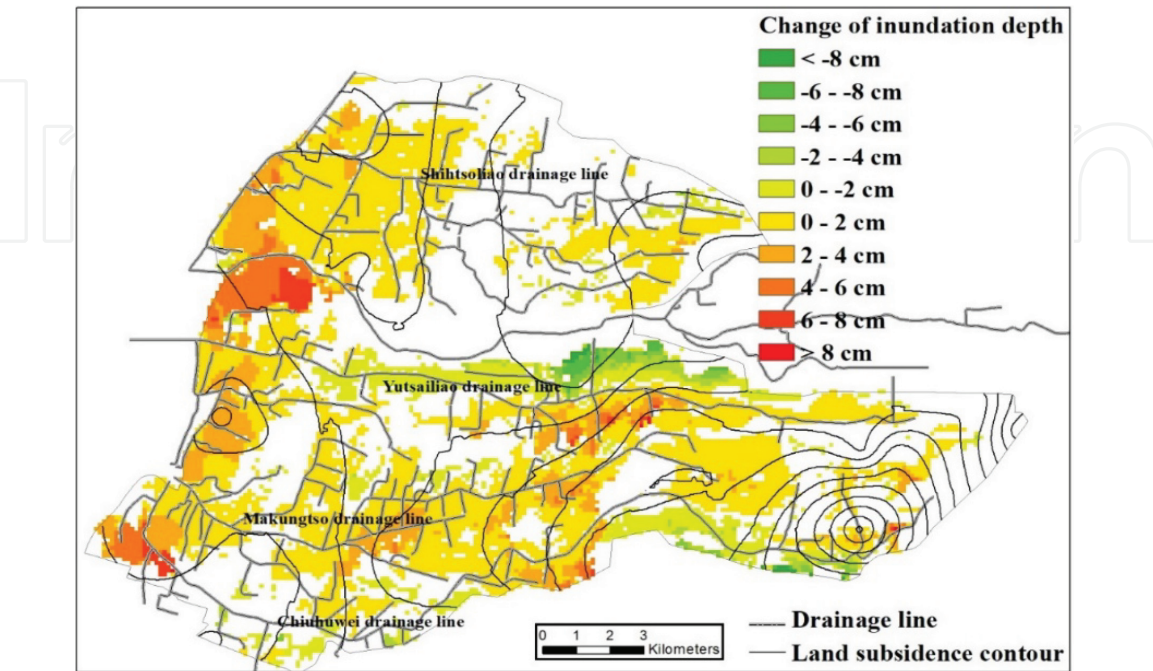 Change of inundation depth
< -8 cm
-6 - -8 cm
-4 - -6 cm
-2 - -4 cm
0 - -2 cm
0 - 2 cm
2 - 4 cm
4 - 6 cm
6 - 8 cm
> 8 cm
Shihtsoliao drainage line
Yutsailiao drainage line
Makungtso drainage line
Chiuhuwei drainage line
0 1 2 3
Kilometers
Drainage line
Land subsidence contour